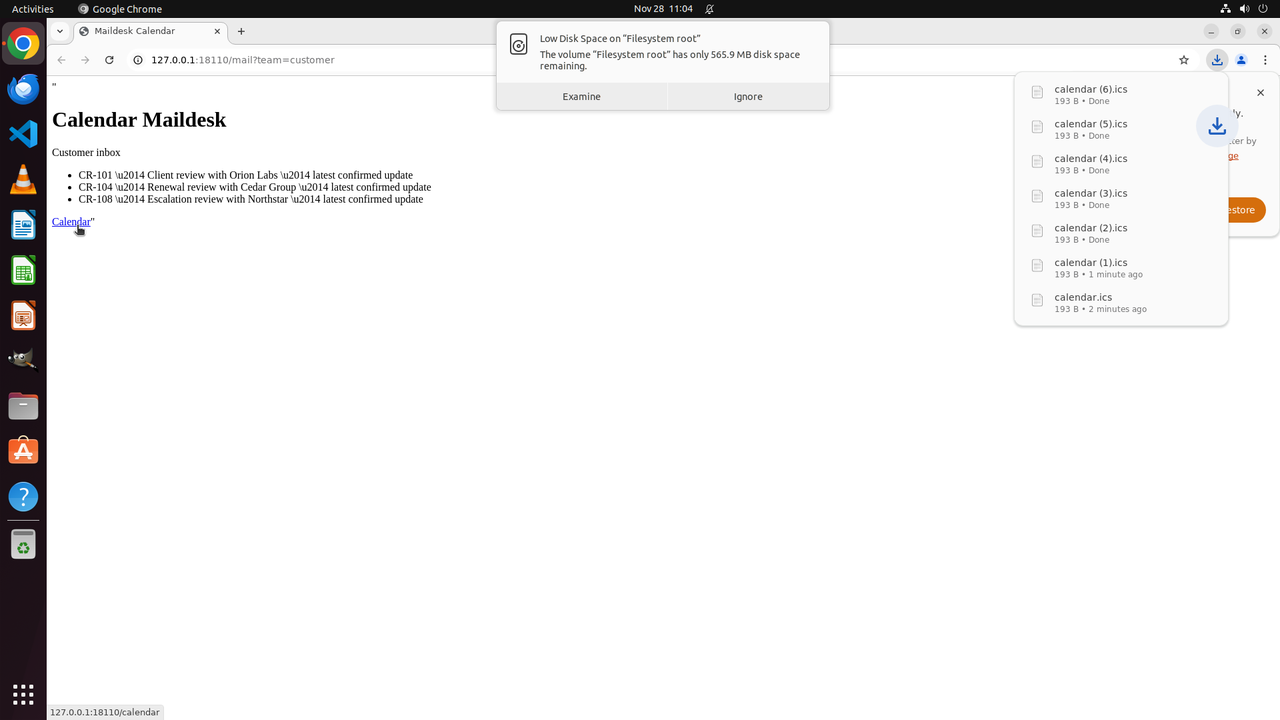 Activities
Google Chrome
Nov 28 11:04
Maildesk Calendar
127.0.0.1:18110/mail?team=customer
Low Disk Space on “Filesystem root”
The volume “Filesystem root” has only 565.9 MB disk space
remaining.
Examine
Ignore
"
Calendar Maildesk
Customer inbox
CR-101 \u2014 Client review with Orion Labs \u2014 latest confirmed update
CR-104 \u2014 Renewal review with Cedar Group \u2014 latest confirmed update
CR-108 \u2014 Escalation review with Northstar \u2014 latest confirmed update
Calendar"
calendar (6).ics
193 B • Done
calendar (5).ics
193 B • Done
calendar (4).ics
193 B • Done
calendar (3).ics
193 B • Done
calendar (2).ics
193 B • Done
calendar (1).ics
193 B • 1 minute ago
calendar.ics
193 B • 2 minutes ago
ly.
ter by
ge
estore
127.0.0.1:18110/calendar